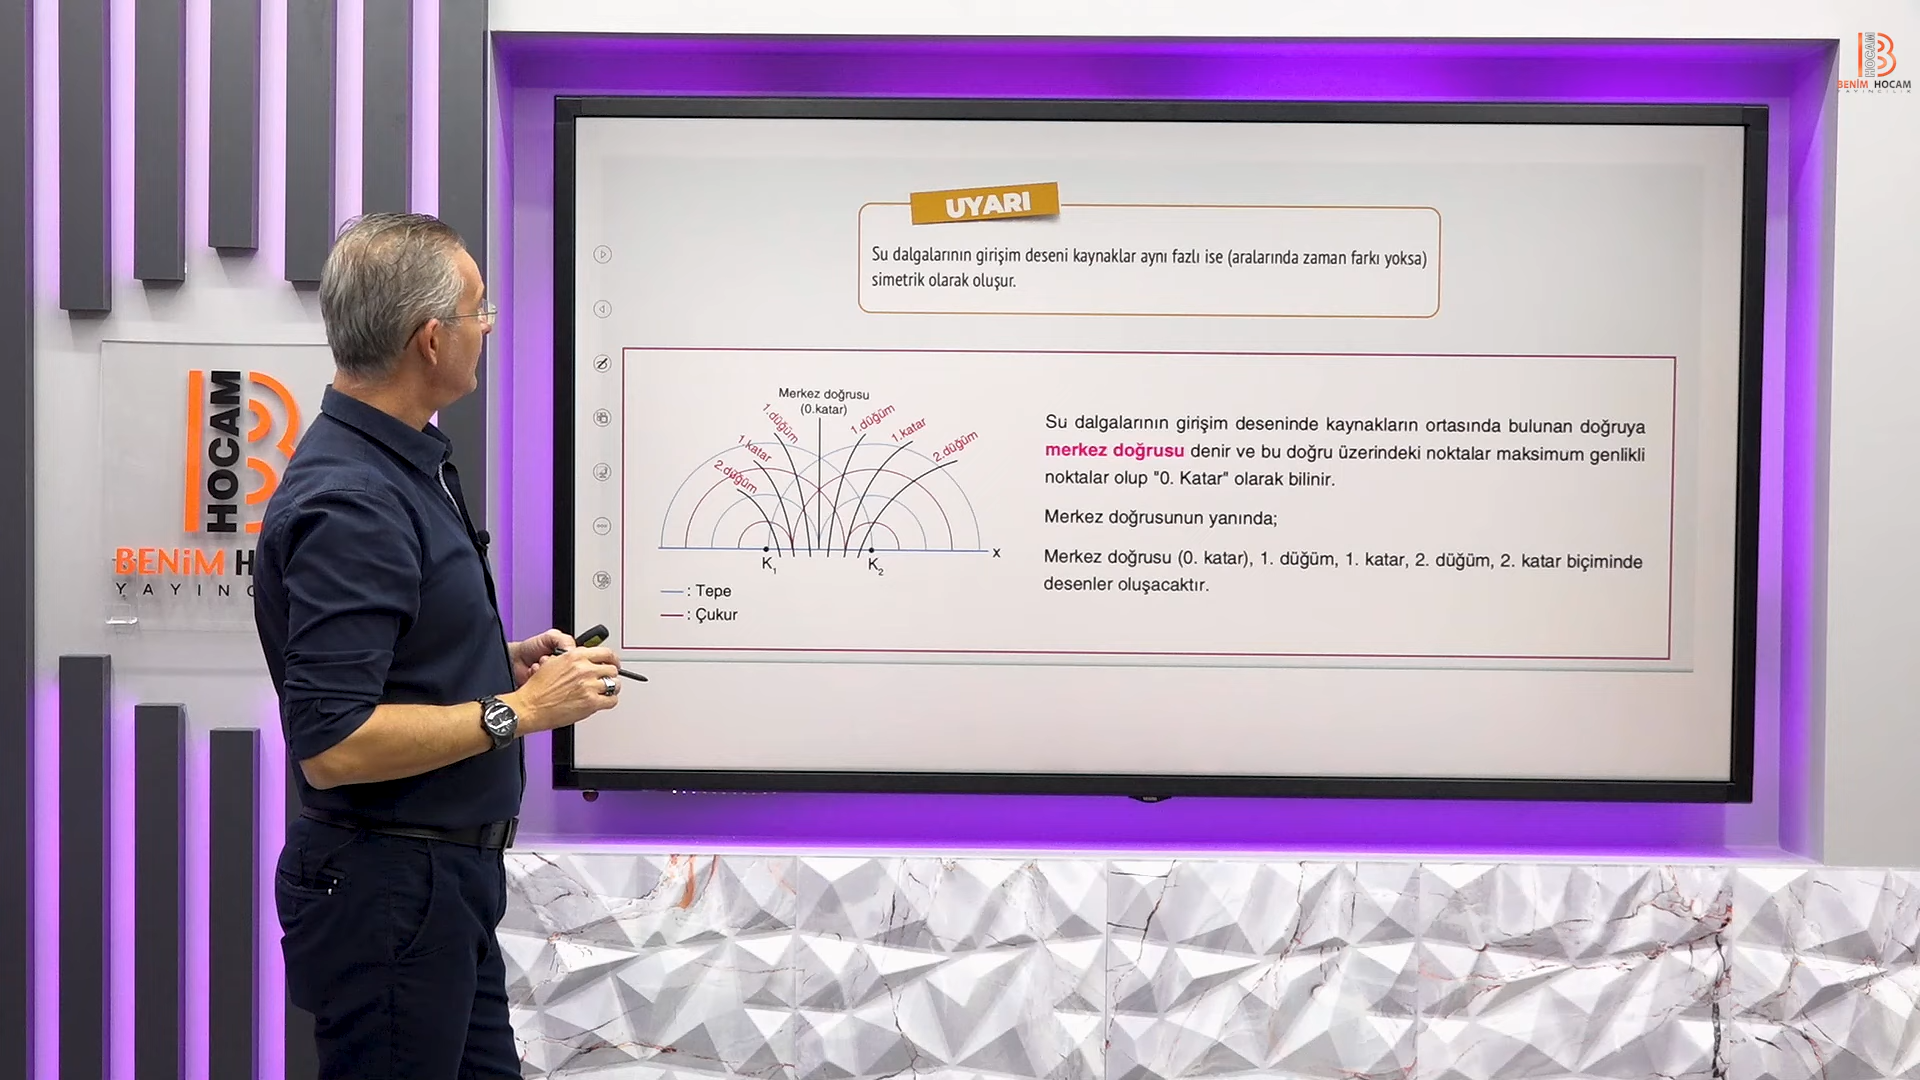 BENİM HOCAM
YAYINCILIK
UYARI
Su dalgalarının girişim deseni kaynaklar aynı fazlı ise (aralarında zaman farkı yoksa)
simetrik olarak oluşur.
Merkez doğrusu
(0.katar)
1.düğüm
1.katar
2.düğüm
1.düğüm
1.katar
2.düğüm
K1
K2
x
: Tepe
: Çukur
Su dalgalarının girişim deseninde kaynakların ortasında bulunan doğruya
merkez doğrusu denir ve bu doğru üzerindeki noktalar maksimum genlikli
noktalar olup "0. Katar" olarak bilinir.
Merkez doğrusunun yanında;
Merkez doğrusu (0. katar), 1. düğüm, 1. katar, 2. düğüm, 2. katar biçiminde
desenler oluşacaktır.
HOCAM
BENİM H
YAYINC